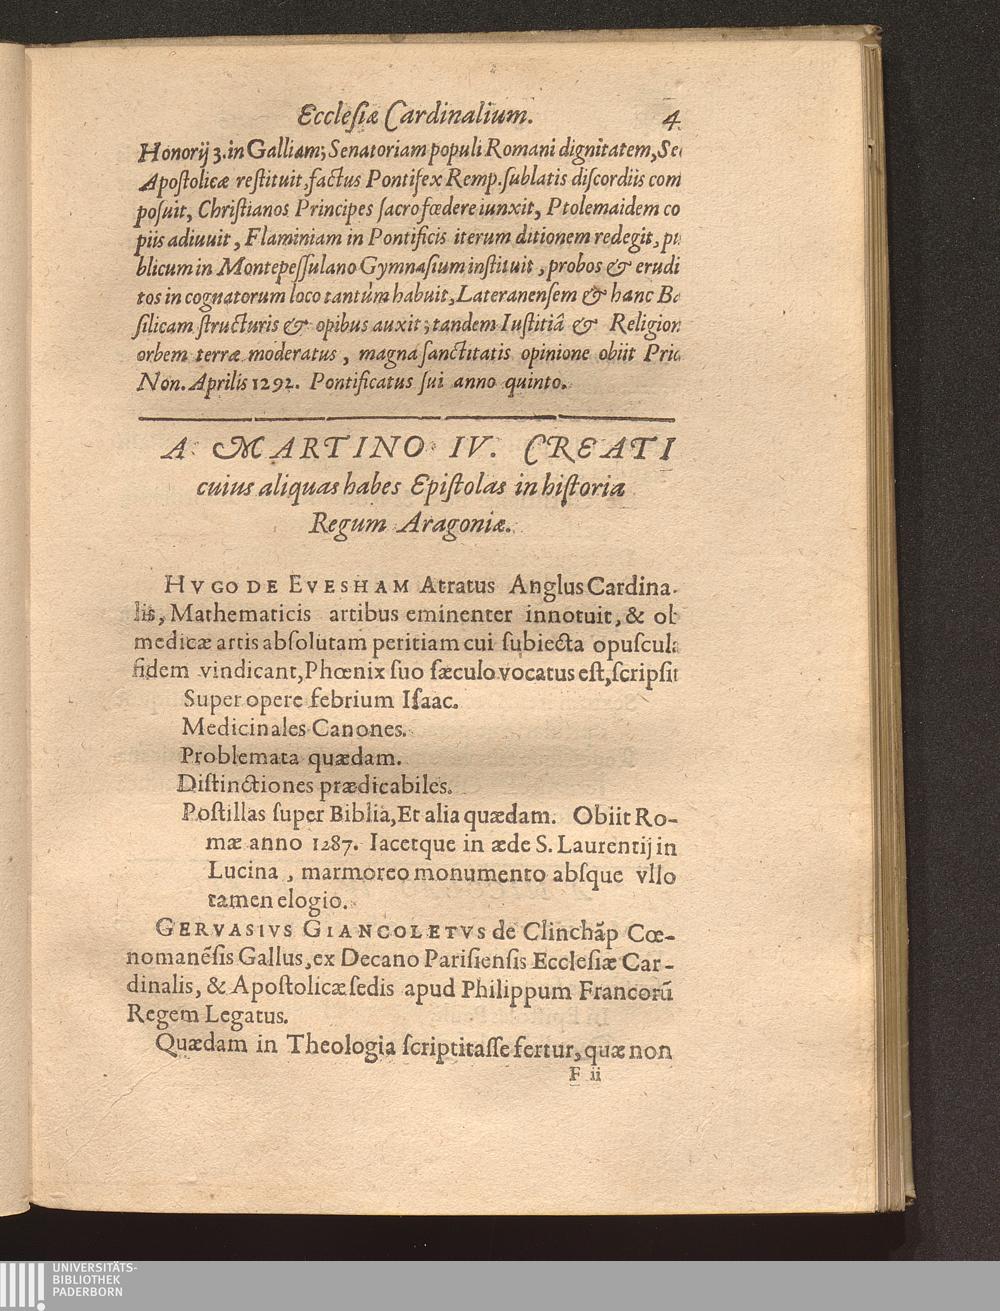 Eccleſiæ Cardinalium. 4
Honorij 3. in Galliam; Senatoriam populi Romani dignitatem, Se
Apoſtolicæ reſtituit, factus Pontifex Remp. ſublatis diſcordiis com
poſuit, Chriſtianos Principes ſacro fœdere iunxit, Ptolemaidem co
piis adiuuit, Flaminiam in Pontificis iterum ditionem redegit, pu
blicum in Montepeſſulano Gymnaſium inſtituit, probos & erudi
tos in cognatorum loco tantùm habuit, Lateranenſem & hanc Ba
ſilicam ſtructuris & opibus auxit; tandem Iuſtitiâ & Religion
orbem terræ moderatus, magna ſanctitatis opinione obiit Prid
Non. Aprilis 1292. Pontificatus ſui anno quinto.
A MARTINO IV. CREATI
cuius aliquas habes Epiſtolas in hiſtoria
Regum Aragoniæ.
HVGO DE EVESHAM Atratus Anglus Cardina-
lis, Mathematicis artibus eminenter innotuit, & ob
medicæ artis abſolutam peritiam cui ſubiecta opuſcula
fidem vindicant, Phœnix ſuo ſæculo vocatus eſt, ſcripſit
Super opere febrium Iſaac.
Medicinales Canones.
Problemata quædam.
Diſtinctiones prædicabiles.
Poſtillas ſuper Biblia, Et alia quædam. Obiit Ro-
mæ anno 1287. Iacetque in æde S. Laurentij in
Lucina, marmoreo monumento abſque vllo
tamen elogio.
GERVASIVS GIANCOLETVS de Clinchãp Cœ-
nomanẽſis Gallus, ex Decano Pariſienſis Eccleſiæ Car-
dinalis, & Apoſtolicæ ſedis apud Philippum Francorũ
Regem Legatus.
Quædam in Theologia ſcriptitaſſe fertur, quæ non
F ii
UNIVERSITÄTS-
BIBLIOTHEK
PADERBORN